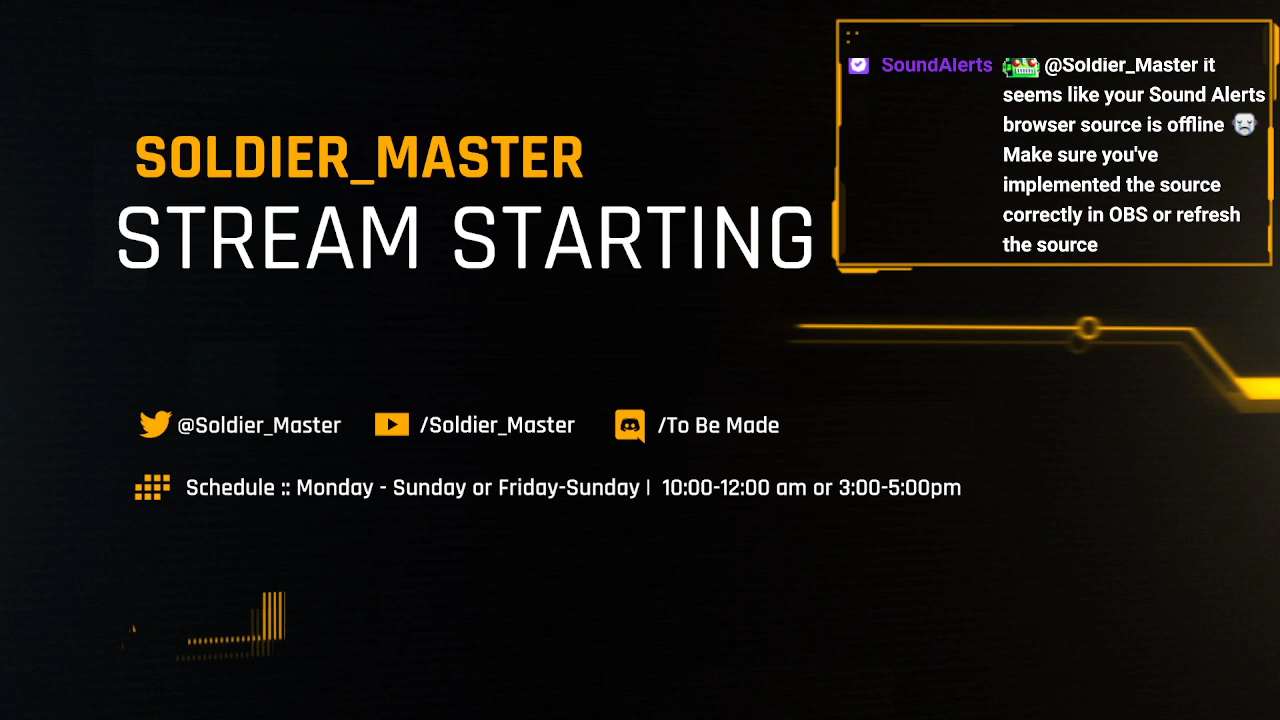 SOLDIER_MASTER
STREAM STARTING
SoundAlerts @Soldier_Master it
seems like your Sound Alerts
browser source is offline
Make sure you've
implemented the source
correctly in OBS or refresh
the source
@Soldier_Master /Soldier_Master /To Be Made
Schedule :: Monday - Sunday or Friday-Sunday | 10:00-12:00 am or 3:00-5:00pm